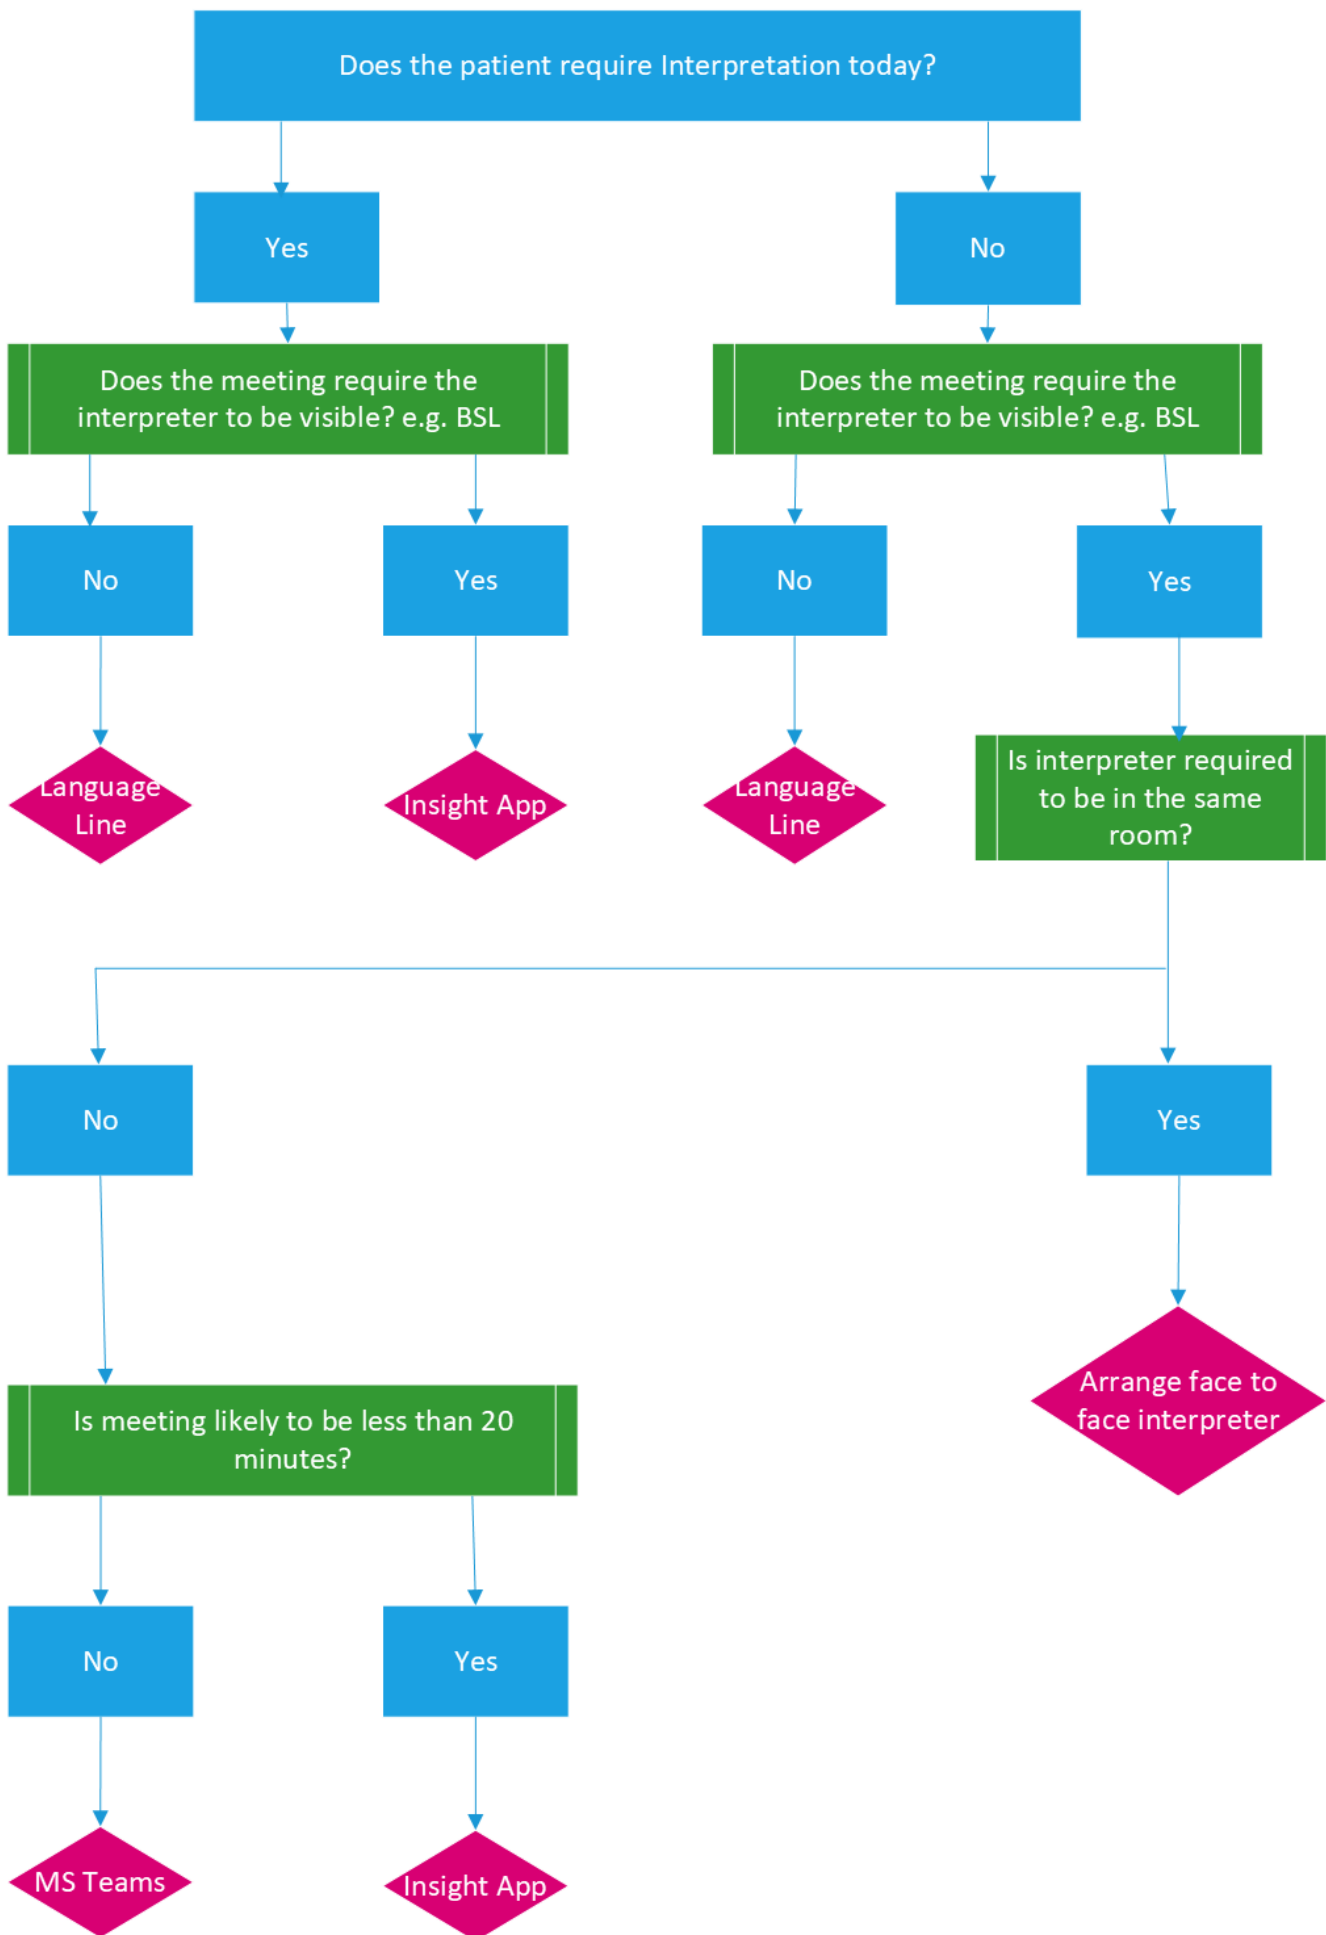 Does the patient require Interpretation today?
Yes
No
Does the meeting require the
interpreter to be visible? e.g. BSL
Does the meeting require the
interpreter to be visible? e.g. BSL
No
Yes
No
Yes
Language
Line
Insight App
Language
Line
Is interpreter required
to be in the same
room?
No
Yes
Arrange face to
face interpreter
Is meeting likely to be less than 20
minutes?
No
Yes
MS Teams
Insight App